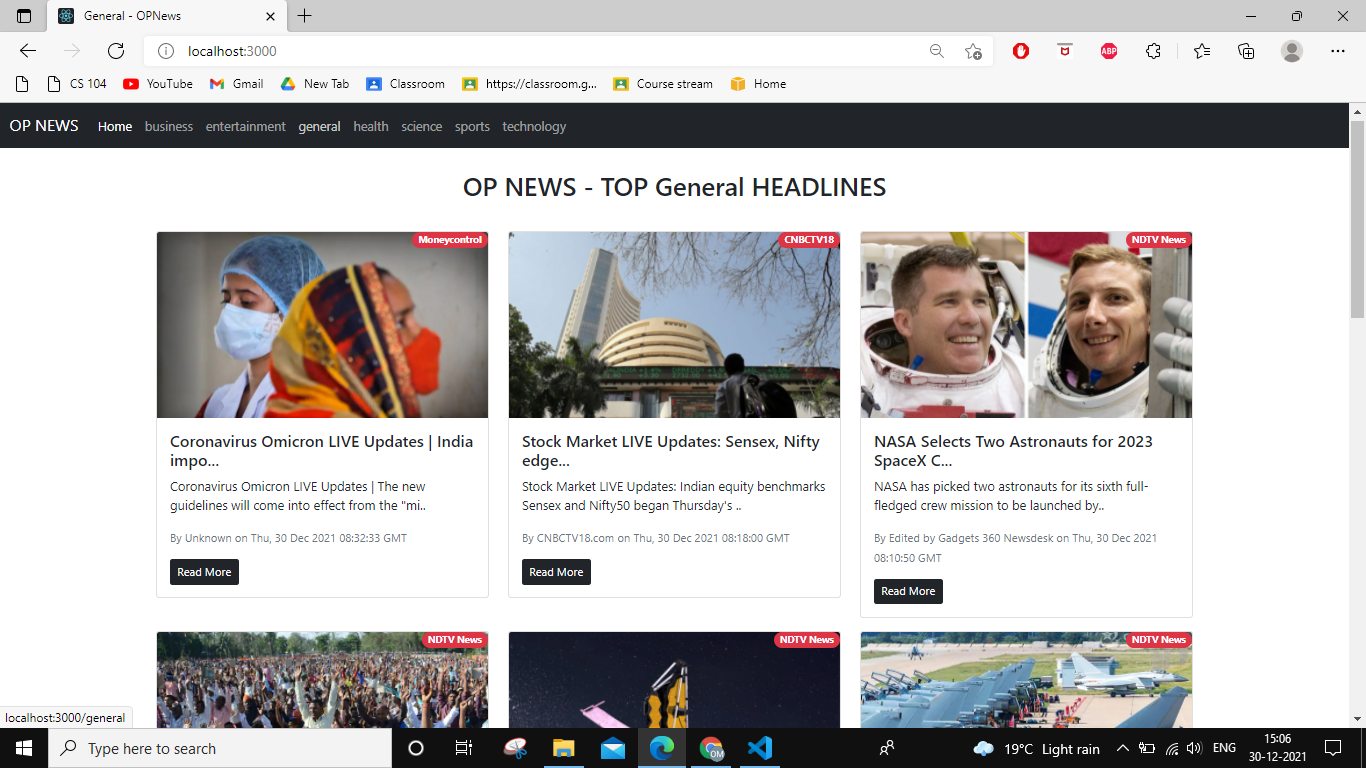 General - OPNews
localhost:3000
CS 104 YouTube Gmail New Tab Classroom https://classroom.g... Course stream Home
OP NEWS Home business entertainment general health science sports technology
OP NEWS - TOP General HEADLINES
Moneycontrol
Coronavirus Omicron LIVE Updates | India
impo...
Coronavirus Omicron LIVE Updates | The new
guidelines will come into effect from the "mi..
By Unknown on Thu, 30 Dec 2021 08:32:33 GMT
Read More
CNBCTV18
Stock Market LIVE Updates: Sensex, Nifty
edge...
Stock Market LIVE Updates: Indian equity benchmarks
Sensex and Nifty50 began Thursday's ..
By CNBCTV18.com on Thu, 30 Dec 2021 08:18:00 GMT
Read More
NDTV News
NASA Selects Two Astronauts for 2023
SpaceX C...
NASA has picked two astronauts for its sixth full-
fledged crew mission to be launched by..
By Edited by Gadgets 360 Newsdesk on Thu, 30 Dec 2021
08:10:50 GMT
Read More
NDTV News
NDTV News
NDTV News
localhost:3000/general
Type here to search
OM
19°C Light rain
ENG
15:06
30-12-2021
ABP